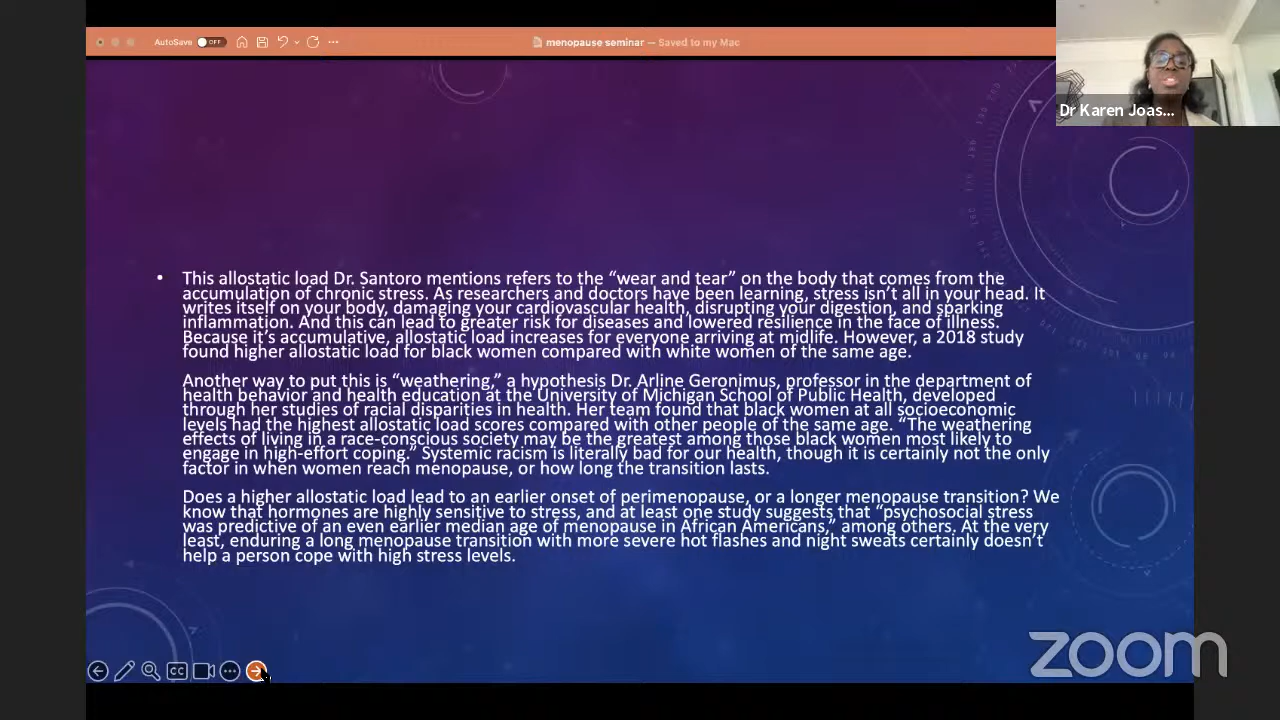 AutoSave OFF
menopause seminar — Saved to my Mac
Dr Karen Joas...
• This allostatic load Dr. Santoro mentions refers to the “wear and tear” on the body that comes from the
accumulation of chronic stress. As researchers and doctors have been learning, stress isn’t all in your head. It
writes itself on your body, damaging your cardiovascular health, disrupting your digestion, and sparking
inflammation. And this can lead to greater risk for diseases and lowered resilience in the face of illness.
Because it’s accumulative, allostatic load increases for everyone arriving at midlife. However, a 2018 study
found higher allostatic load for black women compared with white women of the same age.
Another way to put this is “weathering,” a hypothesis Dr. Arline Geronimus, professor in the department of
health behavior and health education at the University of Michigan School of Public Health, developed
through her studies of racial disparities in health. Her team found that black women at all socioeconomic
levels had the highest allostatic load scores compared with other people of the same age. “The weathering
effects of living in a race-conscious society may be the greatest among those black women most likely to
engage in high-effort coping.” Systemic racism is literally bad for our health, though it is certainly not the only
factor in when women reach menopause, or how long the transition lasts.
Does a higher allostatic load lead to an earlier onset of perimenopause, or a longer menopause transition? We
know that hormones are highly sensitive to stress, and at least one study suggests that “psychosocial stress
was predictive of an even earlier median age of menopause in African Americans,” among others. At the very
least, enduring a long menopause transition with more severe hot flashes and night sweats certainly doesn’t
help a person cope with high stress levels.
CC
zoom